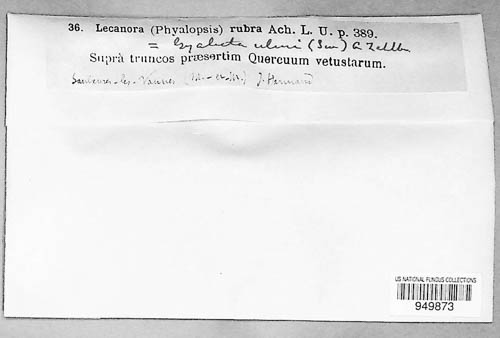 36. Lecanora (Phyalopsis) rubra Ach. L. U. p. 389.
= Gyalecta ulmi (Sw.) A. Zahlbr.
Suprà truncos præsertim Quercuum vetustarum.
(M.-et-M.) J. Harmand
US NATIONAL FUNGUS COLLECTIONS
949873